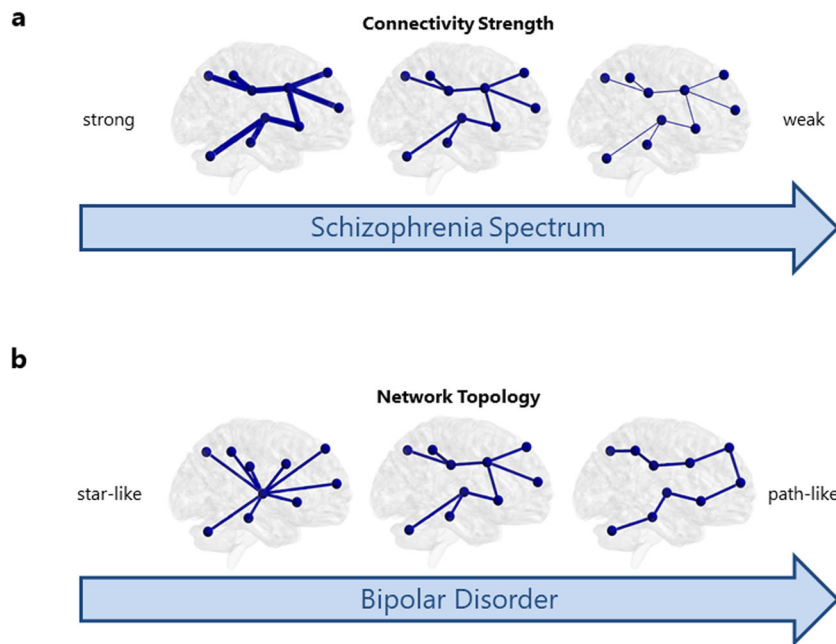 a
Connectivity Strength
strong
weak
Schizophrenia Spectrum
b
Network Topology
star-like
path-like
Bipolar Disorder